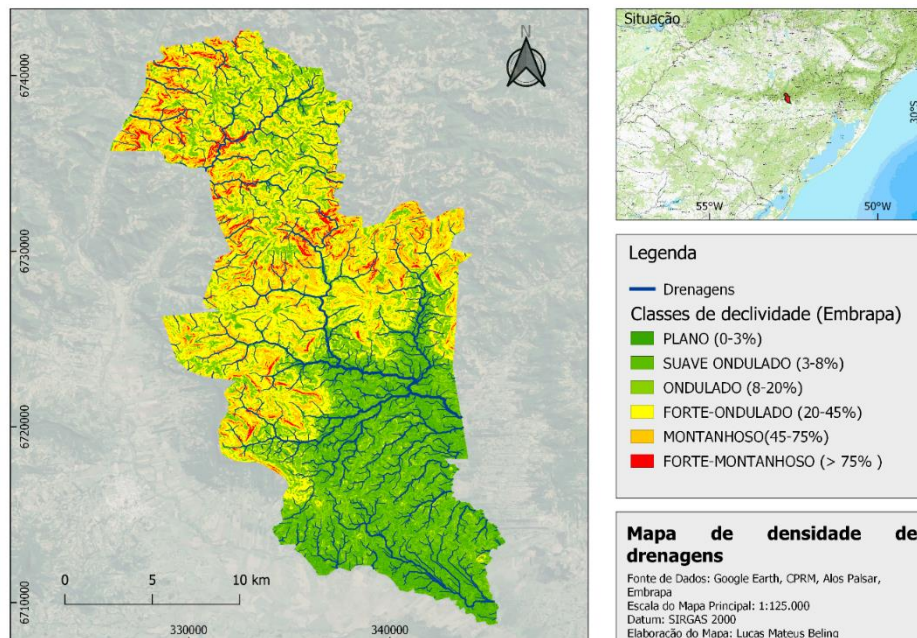 N
6740000
6730000
6720000
6710000
0 5 10 km
330000 340000
Situação
30°S
55°W 50°W
Legenda
Drenagens
Classes de declividade (Embrapa)
PLANO (0-3%)
SUAVE ONDULADO (3-8%)
ONDULADO (8-20%)
FORTE-ONDULADO (20-45%)
MONTANHOSO(45-75%)
FORTE-MONTANHOSO (> 75% )
Mapa de densidade de
drenagens
Fonte de Dados: Google Earth, CPRM, Alos Palsar,
Embrapa
Escala do Mapa Principal: 1:125.000
Datum: SIRGAS 2000
Elaboração do Mapa: Lucas Mateus Beling